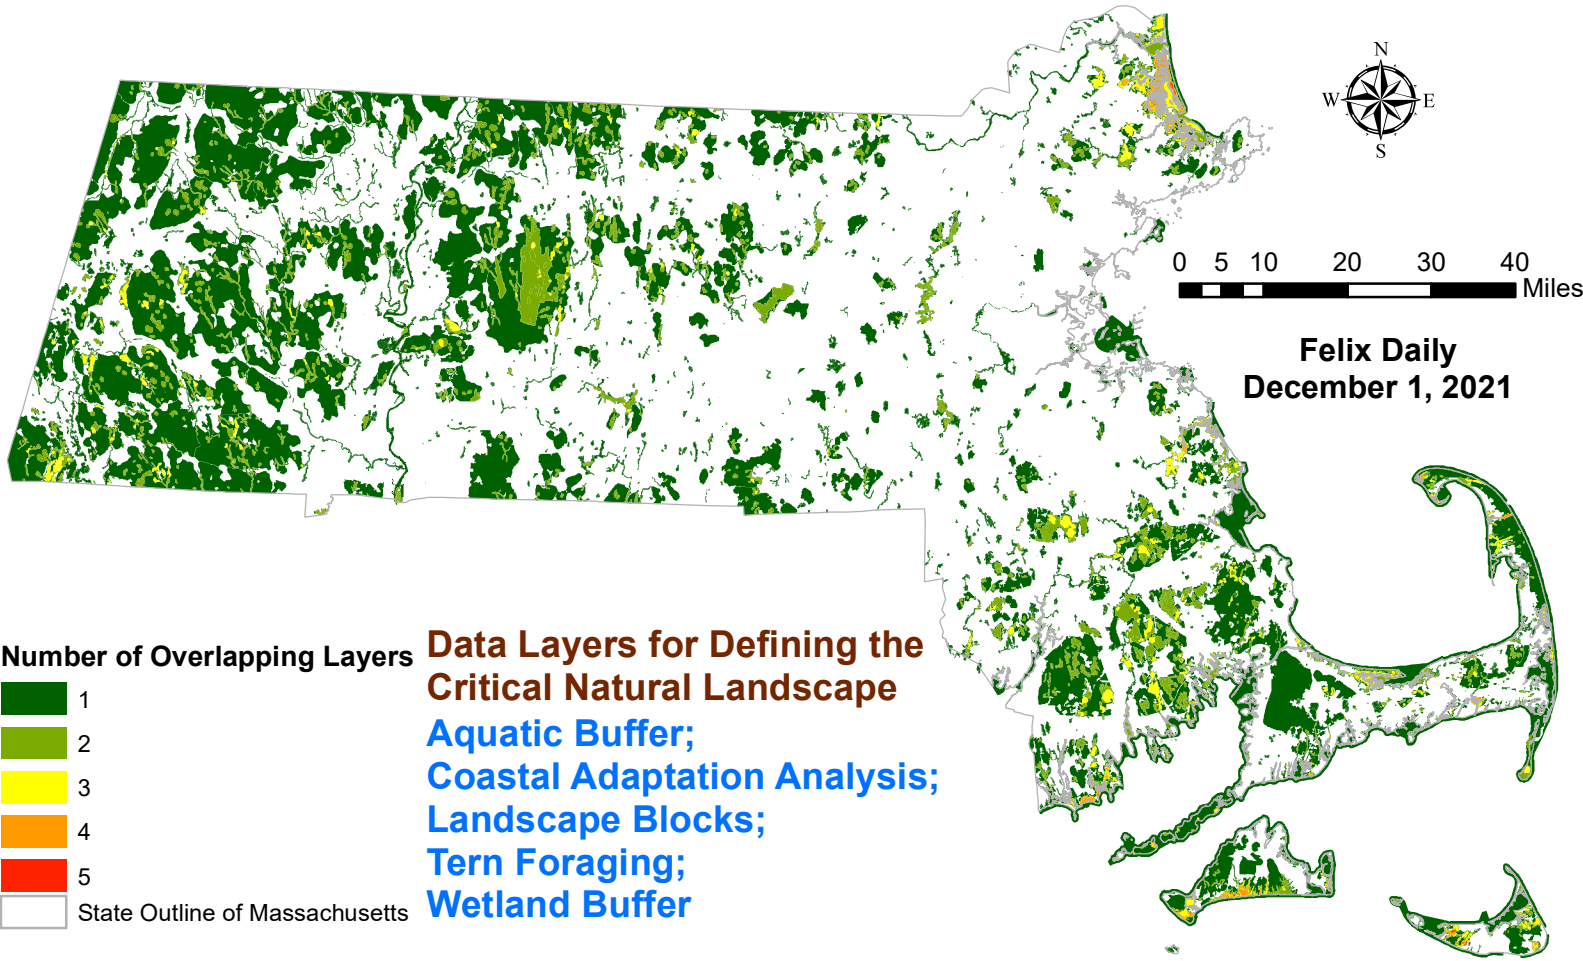 N
W E
S
0 5 10 20 30 40
Miles
Felix Daily
December 1, 2021
Number of Overlapping Layers
1
2
3
4
5
State Outline of Massachusetts
Data Layers for Defining the
Critical Natural Landscape
Aquatic Buffer;
Coastal Adaptation Analysis;
Landscape Blocks;
Tern Foraging;
Wetland Buffer